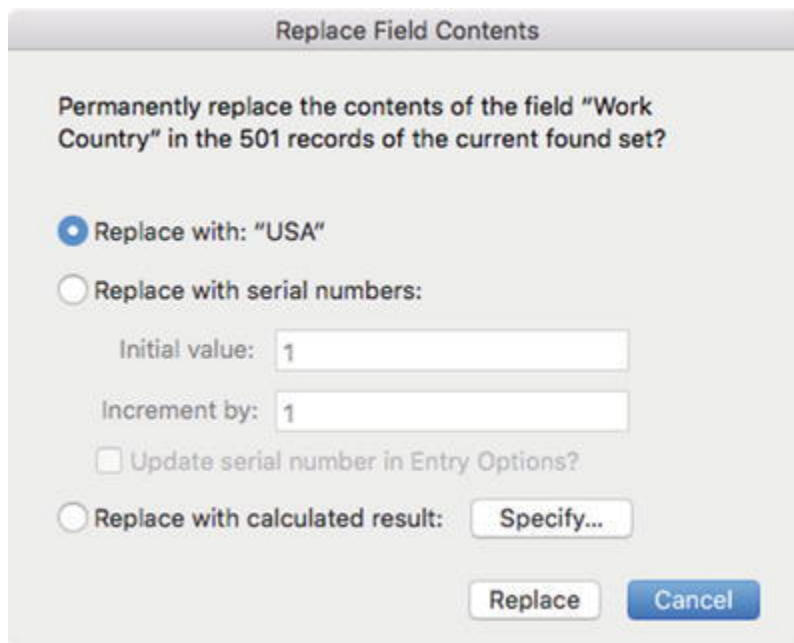 Replace Field Contents
Permanently replace the contents of the field “Work
Country” in the 501 records of the current found set?
Replace with: “USA”
Replace with serial numbers:
Initial value: 1
Increment by: 1
Update serial number in Entry Options?
Replace with calculated result: Specify...
Replace Cancel